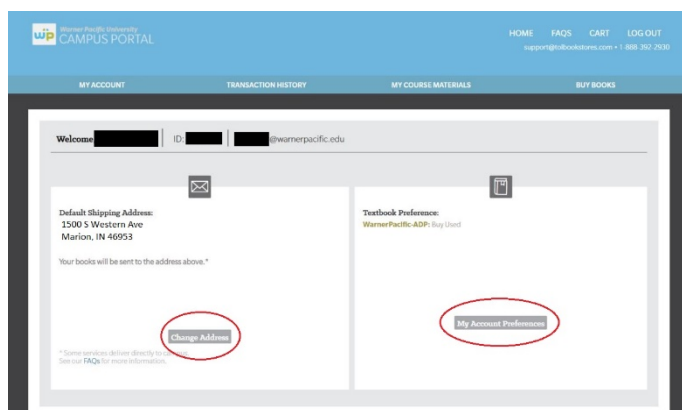 Warner Pacific University
wp CAMPUS PORTAL
HOME FAQS CART LOG OUT
support@tolbookstores.com • 1-888-392-2930
MY ACCOUNT TRANSACTION HISTORY MY COURSE MATERIALS BUY BOOKS
Welcome ID: @warnerpacific.edu
Default Shipping Address:
1500 S Western Ave
Marion, IN 46953
Your books will be sent to the address above.*
Change Address
* Some services deliver directly to
See our FAQs for more information.
Textbook Preference:
WarnerPacific-ADP: Buy Used
My Account Preferences